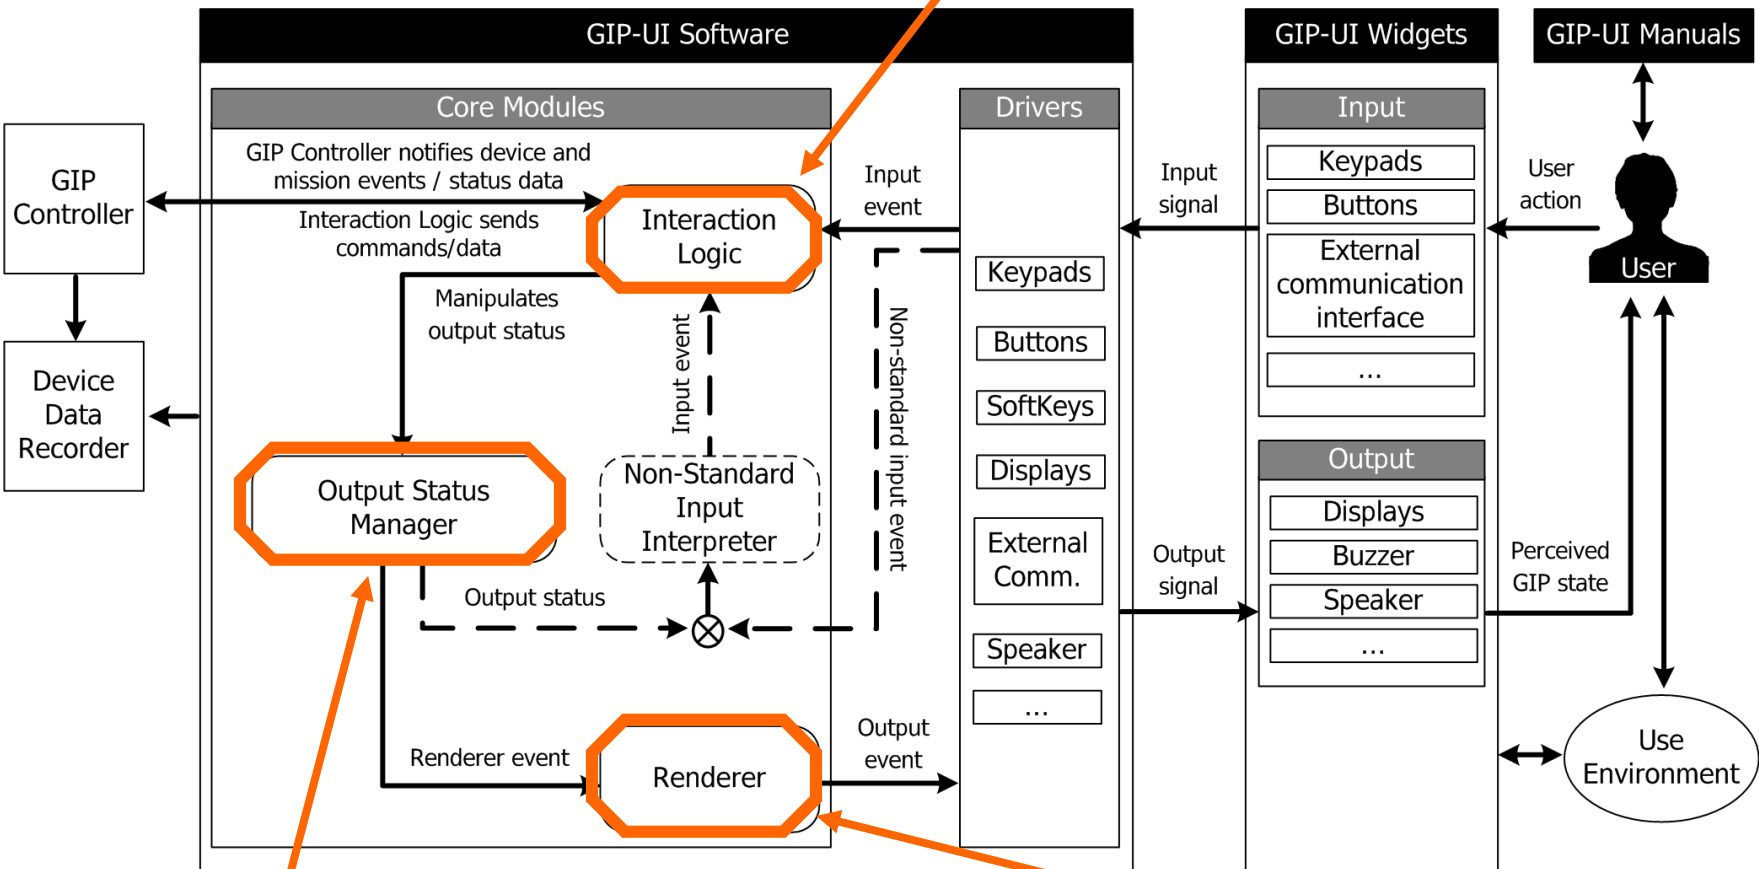 GIP-UI Software
GIP-UI Widgets
GIP-UI Manuals
Core Modules
Drivers
Input
GIP
Controller
GIP Controller notifies device and
mission events / status data
Interaction Logic sends
commands/data
Interaction
Logic
Input
event
Input
signal
User
action
Keypads
Buttons
External
communication
interface
...
User
Manipulates
output status
Input event
Non-standard input event
Keypads
Buttons
SoftKeys
Displays
External
Comm.
Speaker
...
Device
Data
Recorder
Output Status
Manager
Non-Standard
Input
Interpreter
Output status
Output
signal
Output
Displays
Buzzer
Speaker
...
Perceived
GIP state
Renderer event
Renderer
Output
event
Use
Environment